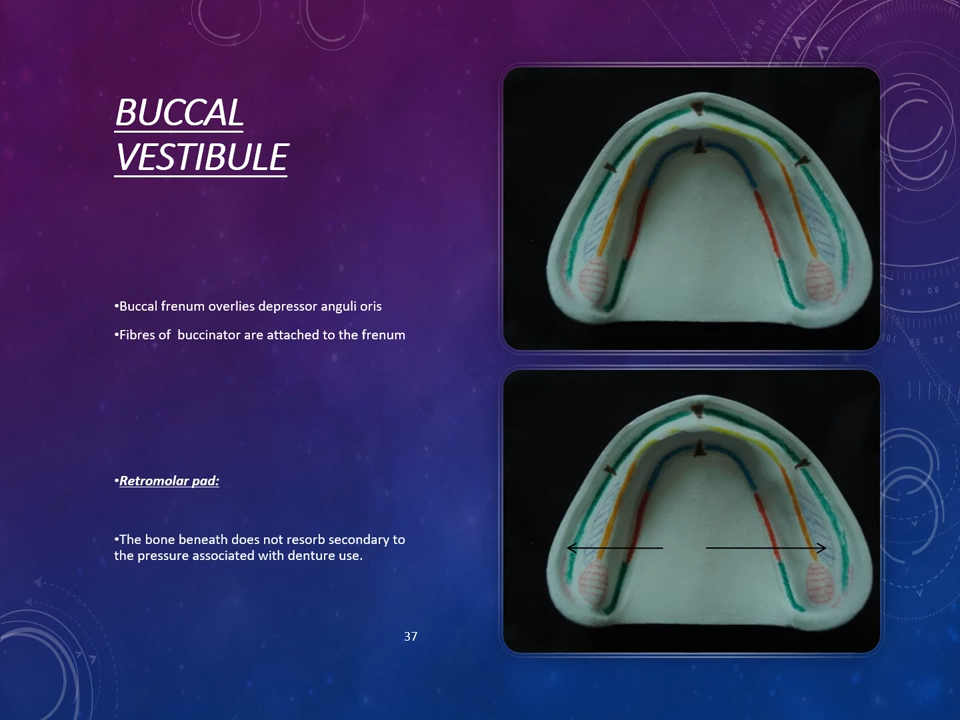 BUCCAL
VESTIBULE
•Buccal frenum overlies depressor anguli oris
•Fibres of  buccinator are attached to the frenum
•Retromolar pad:
•The bone beneath does not resorb secondary to
the pressure associated with denture use.
37